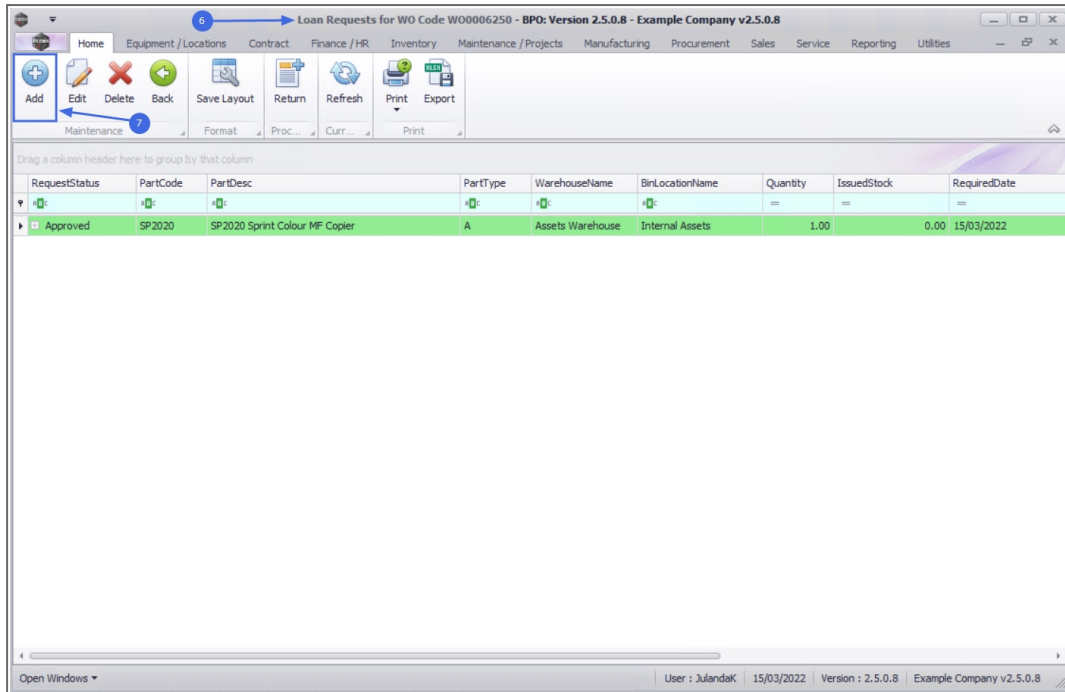 6
Loan Requests for WO Code WO0006250 - BPO: Version 2.5.0.8 - Example Company v2.5.0.8
Home Equipment / Locations Contract Finance / HR Inventory Maintenance / Projects Manufacturing Procurement Sales Service Reporting Utilities
Add Edit Delete Back Save Layout Return Refresh Print Export
7
Maintenance Format Proc... Curr... Print
Drag a column header here to group by that column
RequestStatus PartCode PartDesc PartType WarehouseName BinLocationName Quantity IssuedStock RequiredDate
= = =
Approved SP2020 SP2020 Sprint Colour MF Copier A Assets Warehouse Internal Assets 1.00 0.00 15/03/2022
Open Windows User : JulandaK 15/03/2022 Version : 2.5.0.8 Example Company v2.5.0.8